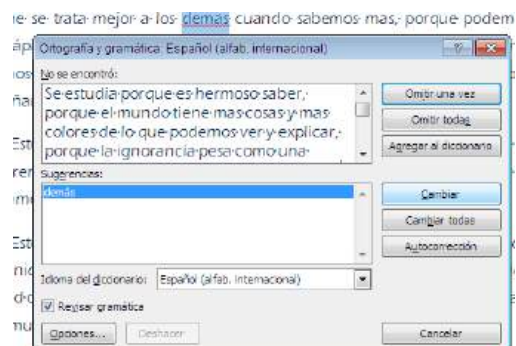 se trata mejor a los demás cuando sabemos mas, porque podem
Ortografía y gramática: Español (alfab. internacional)
No se encontró:
Se estudia porque es hermoso saber,
porque el mundo tiene mas cosas y mas
colores de lo que podemos ver y explicar,
porque la ignorancia pesa como una
Omitir una vez
Omitir todas
Agregar al diccionario
Sugerencias:
demás
Cambiar
Cambiar todas
Autocorrección
Idioma del diccionario:
Español (alfab. internacional)
Revisar gramática
Opciones...
Deshacer
Cancelar